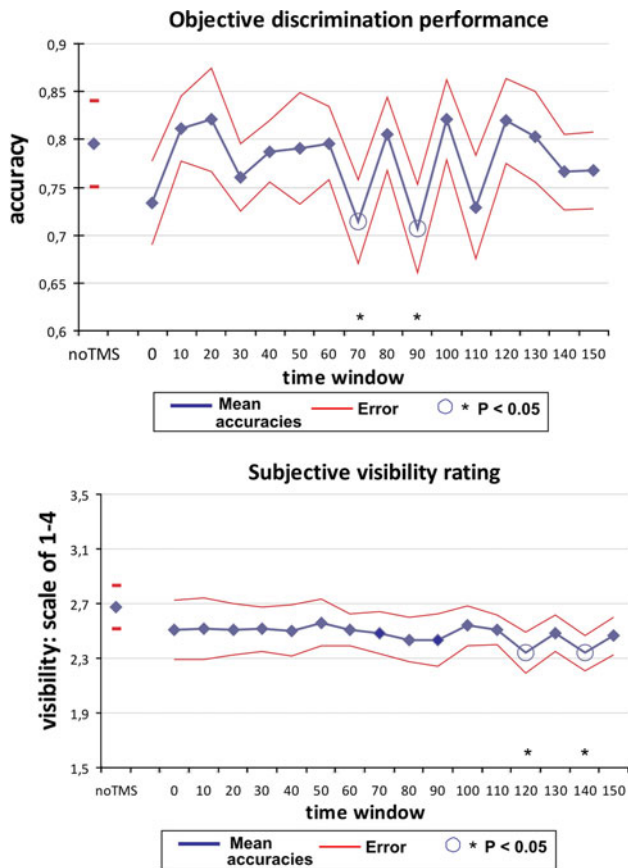 Objective discrimination performance
0,9
0,85
0,8
0,75
0,7
0,65
0,6
accuracy
* *
noTMS 0 10 20 30 40 50 60 70 80 90 100 110 120 130 140 150
time window
Mean accuracies Error * P < 0.05
Subjective visibility rating
3,5
3,1
2,7
2,3
1,9
1,5
visibility: scale of 1-4
* *
noTMS 0 10 20 30 40 50 60 70 80 90 100 110 120 130 140 150
time window
Mean accuracies Error * P < 0.05